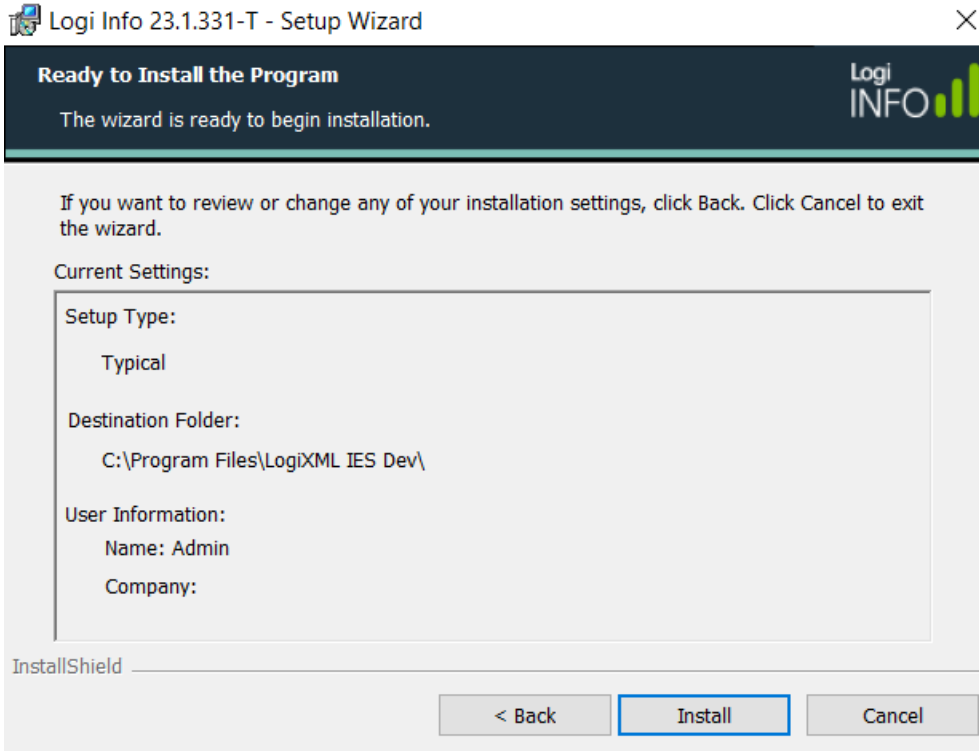 Logi Info 23.1.331-T - Setup Wizard
Ready to Install the Program
The wizard is ready to begin installation.
Logi
INFO
If you want to review or change any of your installation settings, click Back. Click Cancel to exit
the wizard.
Current Settings:
Setup Type:
Typical
Destination Folder:
C:\Program Files\LogiXML IES Dev\
User Information:
Name: Admin
Company:
InstallShield
< Back
Install
Cancel